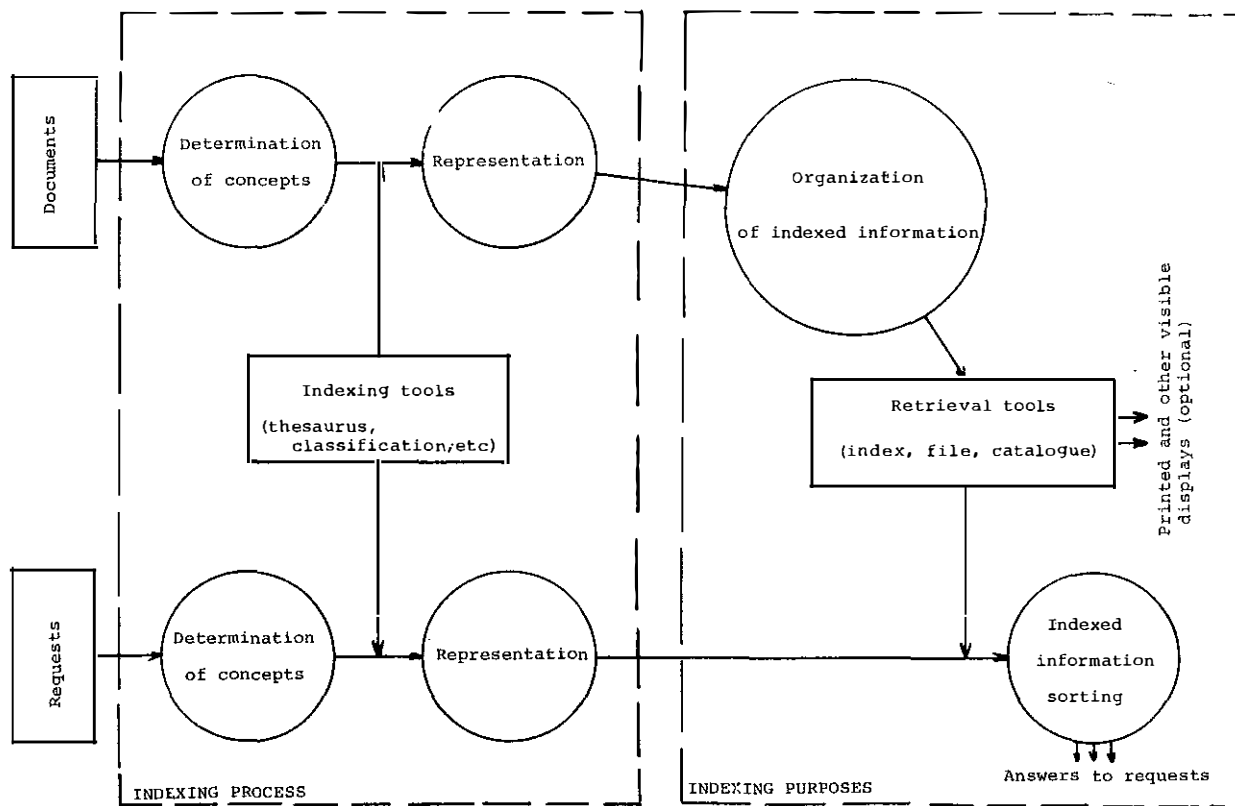 Documents
Determination
of concepts
Representation
Organization
of indexed information
Indexing tools
(thesaurus,
classification,etc)
Retrieval tools
(index, file, catalogue)
Printed and other visible
displays (optional)
Requests
Determination
of concepts
Representation
Indexed
information
sorting
Answers to requests
INDEXING PROCESS
INDEXING PURPOSES